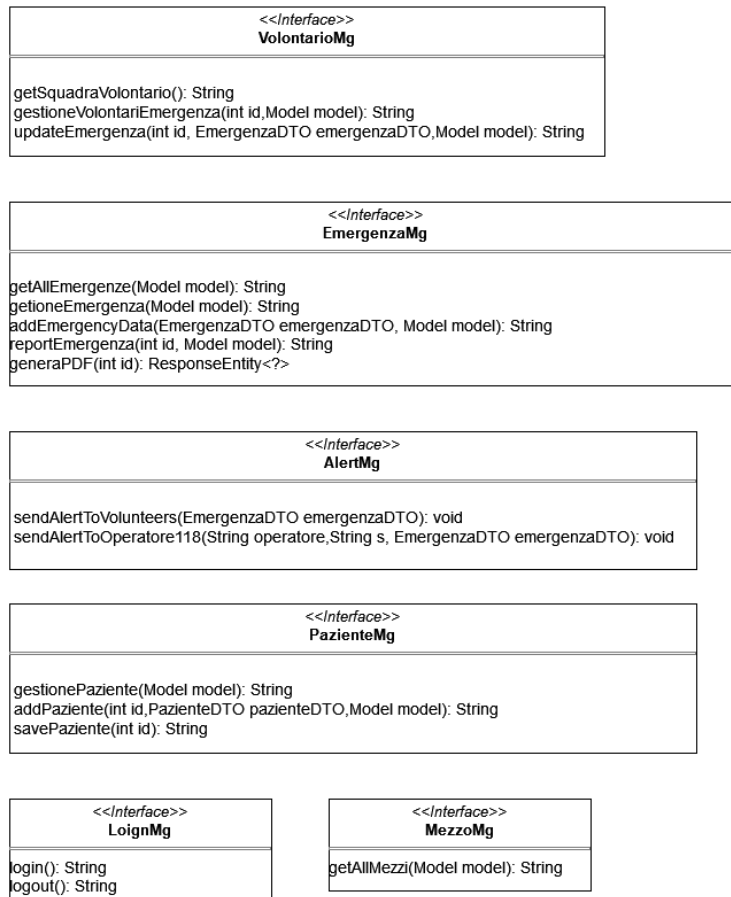 <<Interface>>
VolontarioMg
getSquadraVolontario(): String
gestioneVolontariEmergenza(int id,Model model): String
updateEmergenza(int id, EmergenzaDTO emergenzaDTO,Model model): String
<<Interface>>
EmergenzaMg
getAllEmergenze(Model model): String
getioneEmergenza(Model model): String
addEmergencyData(EmergenzaDTO emergenzaDTO, Model model): String
reportEmergenza(int id, Model model): String
generaPDF(int id): ResponseEntity<?>
<<Interface>>
AlertMg
sendAlertToVolunteers(EmergenzaDTO emergenzaDTO): void
sendAlertToOperatore118(String operatore,String s, EmergenzaDTO emergenzaDTO): void
<<Interface>>
PazienteMg
gestionePaziente(Model model): String
addPaziente(int id,PazienteDTO pazienteDTO,Model model): String
savePaziente(int id): String
<<Interface>>
LoignMg
login(): String
logout(): String
<<Interface>>
MezzoMg
getAllMezzi(Model model): String